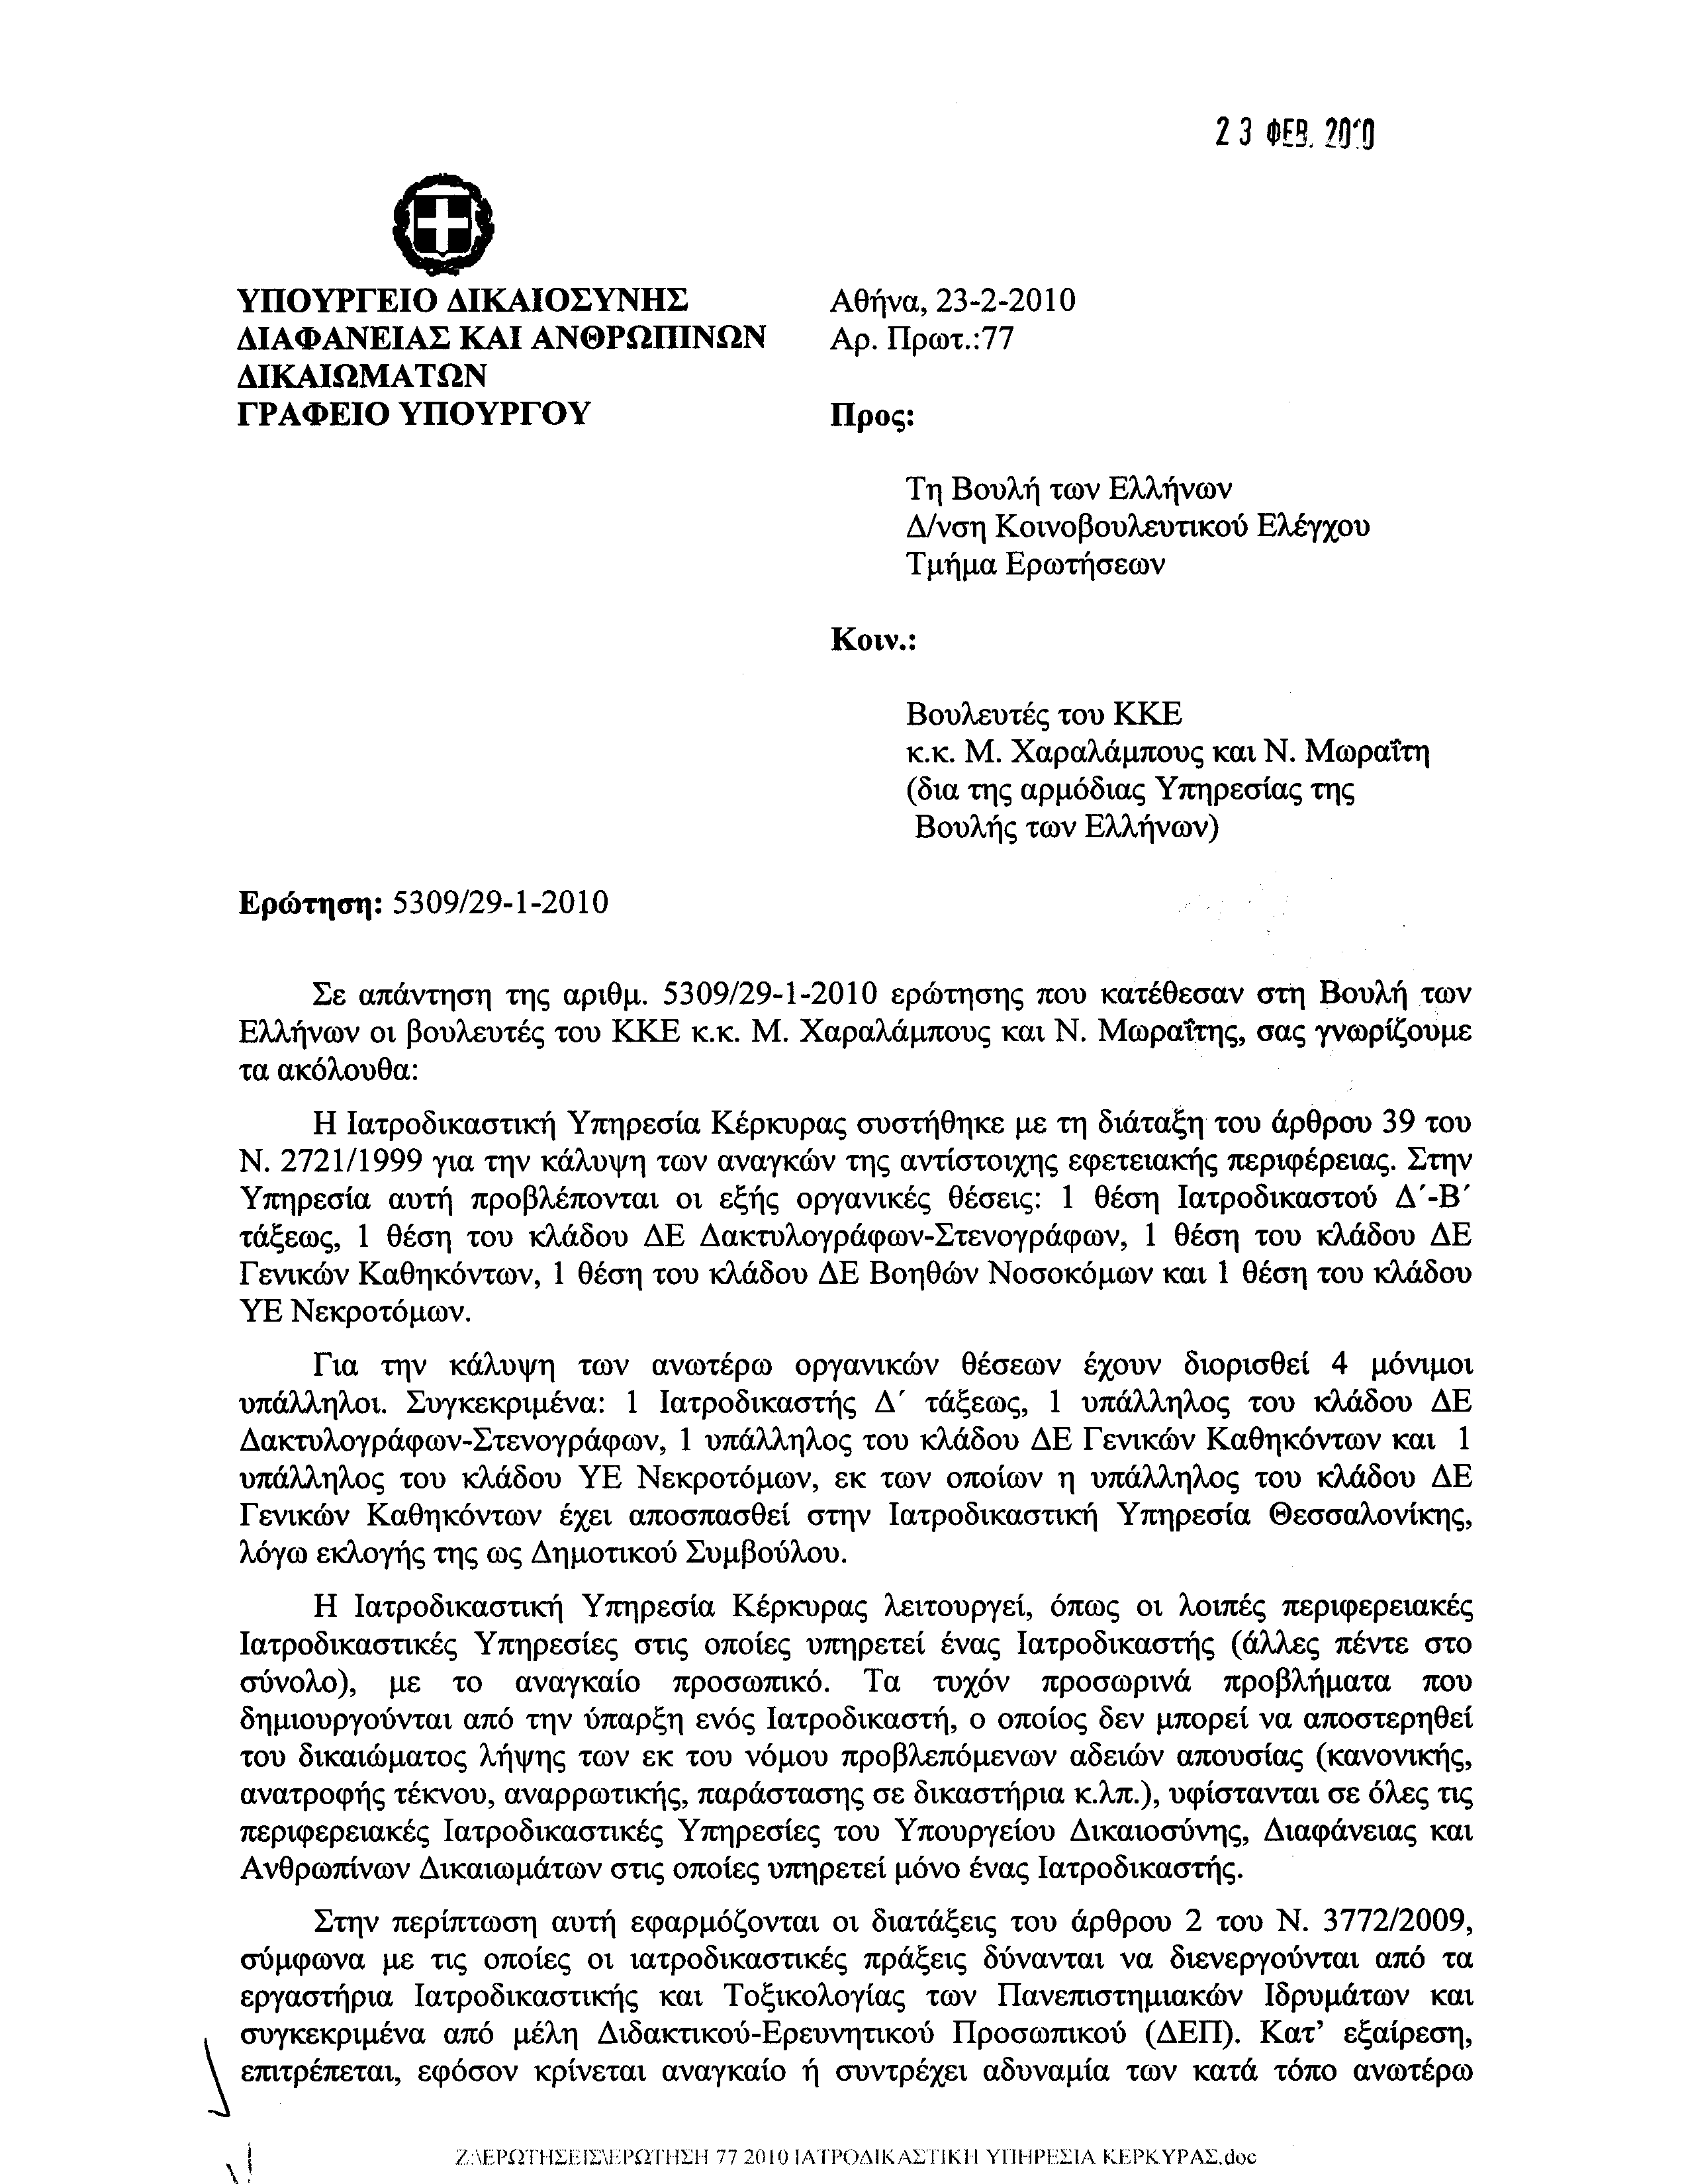 2 3 ΦΕΒ. 2010
ΥΠΟΥΡΓΕΙΟ ΔΙΚΑΙΟΣΥΝΗΣ
ΔΙΑΦΑΝΕΙΑΣ ΚΑΙ ΑΝΘΡΩΠΙΝΩΝ
ΔΙΚΑΙΩΜΑΤΩΝ
ΓΡΑΦΕΙΟ ΥΠΟΥΡΓΟΥ
Αθήνα, 23-2-2010
Αρ. Πρωτ.:77
Προς:
Τη Βουλή των Ελλήνων
Δ/νση Κοινοβουλευτικού Ελέγχου
Τμήμα Ερωτήσεων
Κοιν.:
Βουλευτές του ΚΚΕ
κ.κ. Μ. Χαραλάμπους και Ν. Μωραΐτη
(δια της αρμόδιας Υπηρεσίας της
Βουλής των Ελλήνων)
Ερώτηση: 5309/29-1-2010
Σε απάντηση της αριθμ. 5309/29-1-2010 ερώτησης που κατέθεσαν στη Βουλή των
Ελλήνων οι βουλευτές του ΚΚΕ κ.κ. Μ. Χαραλάμπους και Ν. Μωραΐτης, σας γνωρίζουμε
τα ακόλουθα:
Η Ιατροδικαστική Υπηρεσία Κέρκυρας συστήθηκε με τη διάταξη του άρθρου 39 του
Ν. 2721/1999 για την κάλυψη των αναγκών της αντίστοιχης εφετειακής περιφέρειας. Στην
Υπηρεσία αυτή προβλέπονται οι εξής οργανικές θέσεις: 1 θέση Ιατροδικαστού Δ΄-Β΄
τάξεως, 1 θέση του κλάδου ΔΕ Δακτυλογράφων-Στενογράφων, 1 θέση του κλάδου ΔΕ
Γενικών Καθηκόντων, 1 θέση του κλάδου ΔΕ Βοηθών Νοσοκόμων και 1 θέση του κλάδου
ΥΕ Νεκροτόμων.
Για την κάλυψη των ανωτέρω οργανικών θέσεων έχουν διορισθεί 4 μόνιμοι
υπάλληλοι. Συγκεκριμένα: 1 Ιατροδικαστής Δ΄ τάξεως, 1 υπάλληλος του κλάδου ΔΕ
Δακτυλογράφων-Στενογράφων, 1 υπάλληλος του κλάδου ΔΕ Γενικών Καθηκόντων και 1
υπάλληλος του κλάδου ΥΕ Νεκροτόμων, εκ των οποίων η υπάλληλος του κλάδου ΔΕ
Γενικών Καθηκόντων έχει αποσπασθεί στην Ιατροδικαστική Υπηρεσία Θεσσαλονίκης,
λόγω εκλογής της ως Δημοτικού Συμβούλου.
Η Ιατροδικαστική Υπηρεσία Κέρκυρας λειτουργεί, όπως οι λοιπές περιφερειακές
Ιατροδικαστικές Υπηρεσίες στις οποίες υπηρετεί ένας Ιατροδικαστής (άλλες πέντε στο
σύνολο), με το αναγκαίο προσωπικό. Τα τυχόν προσωρινά προβλήματα που
δημιουργούνται από την ύπαρξη ενός Ιατροδικαστή, ο οποίος δεν μπορεί να αποστερηθεί
του δικαιώματος λήψης των εκ του νόμου προβλεπόμενων αδειών απουσίας (κανονικής,
ανατροφής τέκνου, αναρρωτικής, παράστασης σε δικαστήρια κ.λπ.), υφίστανται σε όλες τις
περιφερειακές Ιατροδικαστικές Υπηρεσίες του Υπουργείου Δικαιοσύνης, Διαφάνειας και
Ανθρωπίνων Δικαιωμάτων στις οποίες υπηρετεί μόνο ένας Ιατροδικαστής.
Στην περίπτωση αυτή εφαρμόζονται οι διατάξεις του άρθρου 2 του Ν. 3772/2009,
σύμφωνα με τις οποίες οι ιατροδικαστικές πράξεις δύνανται να διενεργούνται από τα
εργαστήρια Ιατροδικαστικής και Τοξικολογίας των Πανεπιστημιακών Ιδρυμάτων και
συγκεκριμένα από μέλη Διδακτικού-Ερευνητικού Προσωπικού (ΔΕΠ). Κατ’ εξαίρεση,
επιτρέπεται, εφόσον κρίνεται αναγκαίο ή συντρέχει αδυναμία των κατά τόπο ανωτέρω
Z:\ΕΡΩΤΗΣΕΙΣ\ΕΡΩΤΗΣΗ 77 2010 ΙΑΤΡΟΔΙΚΑΣΤΙΚΗ ΥΠΗΡΕΣΙΑ ΚΕΡΚΥΡΑΣ.doc